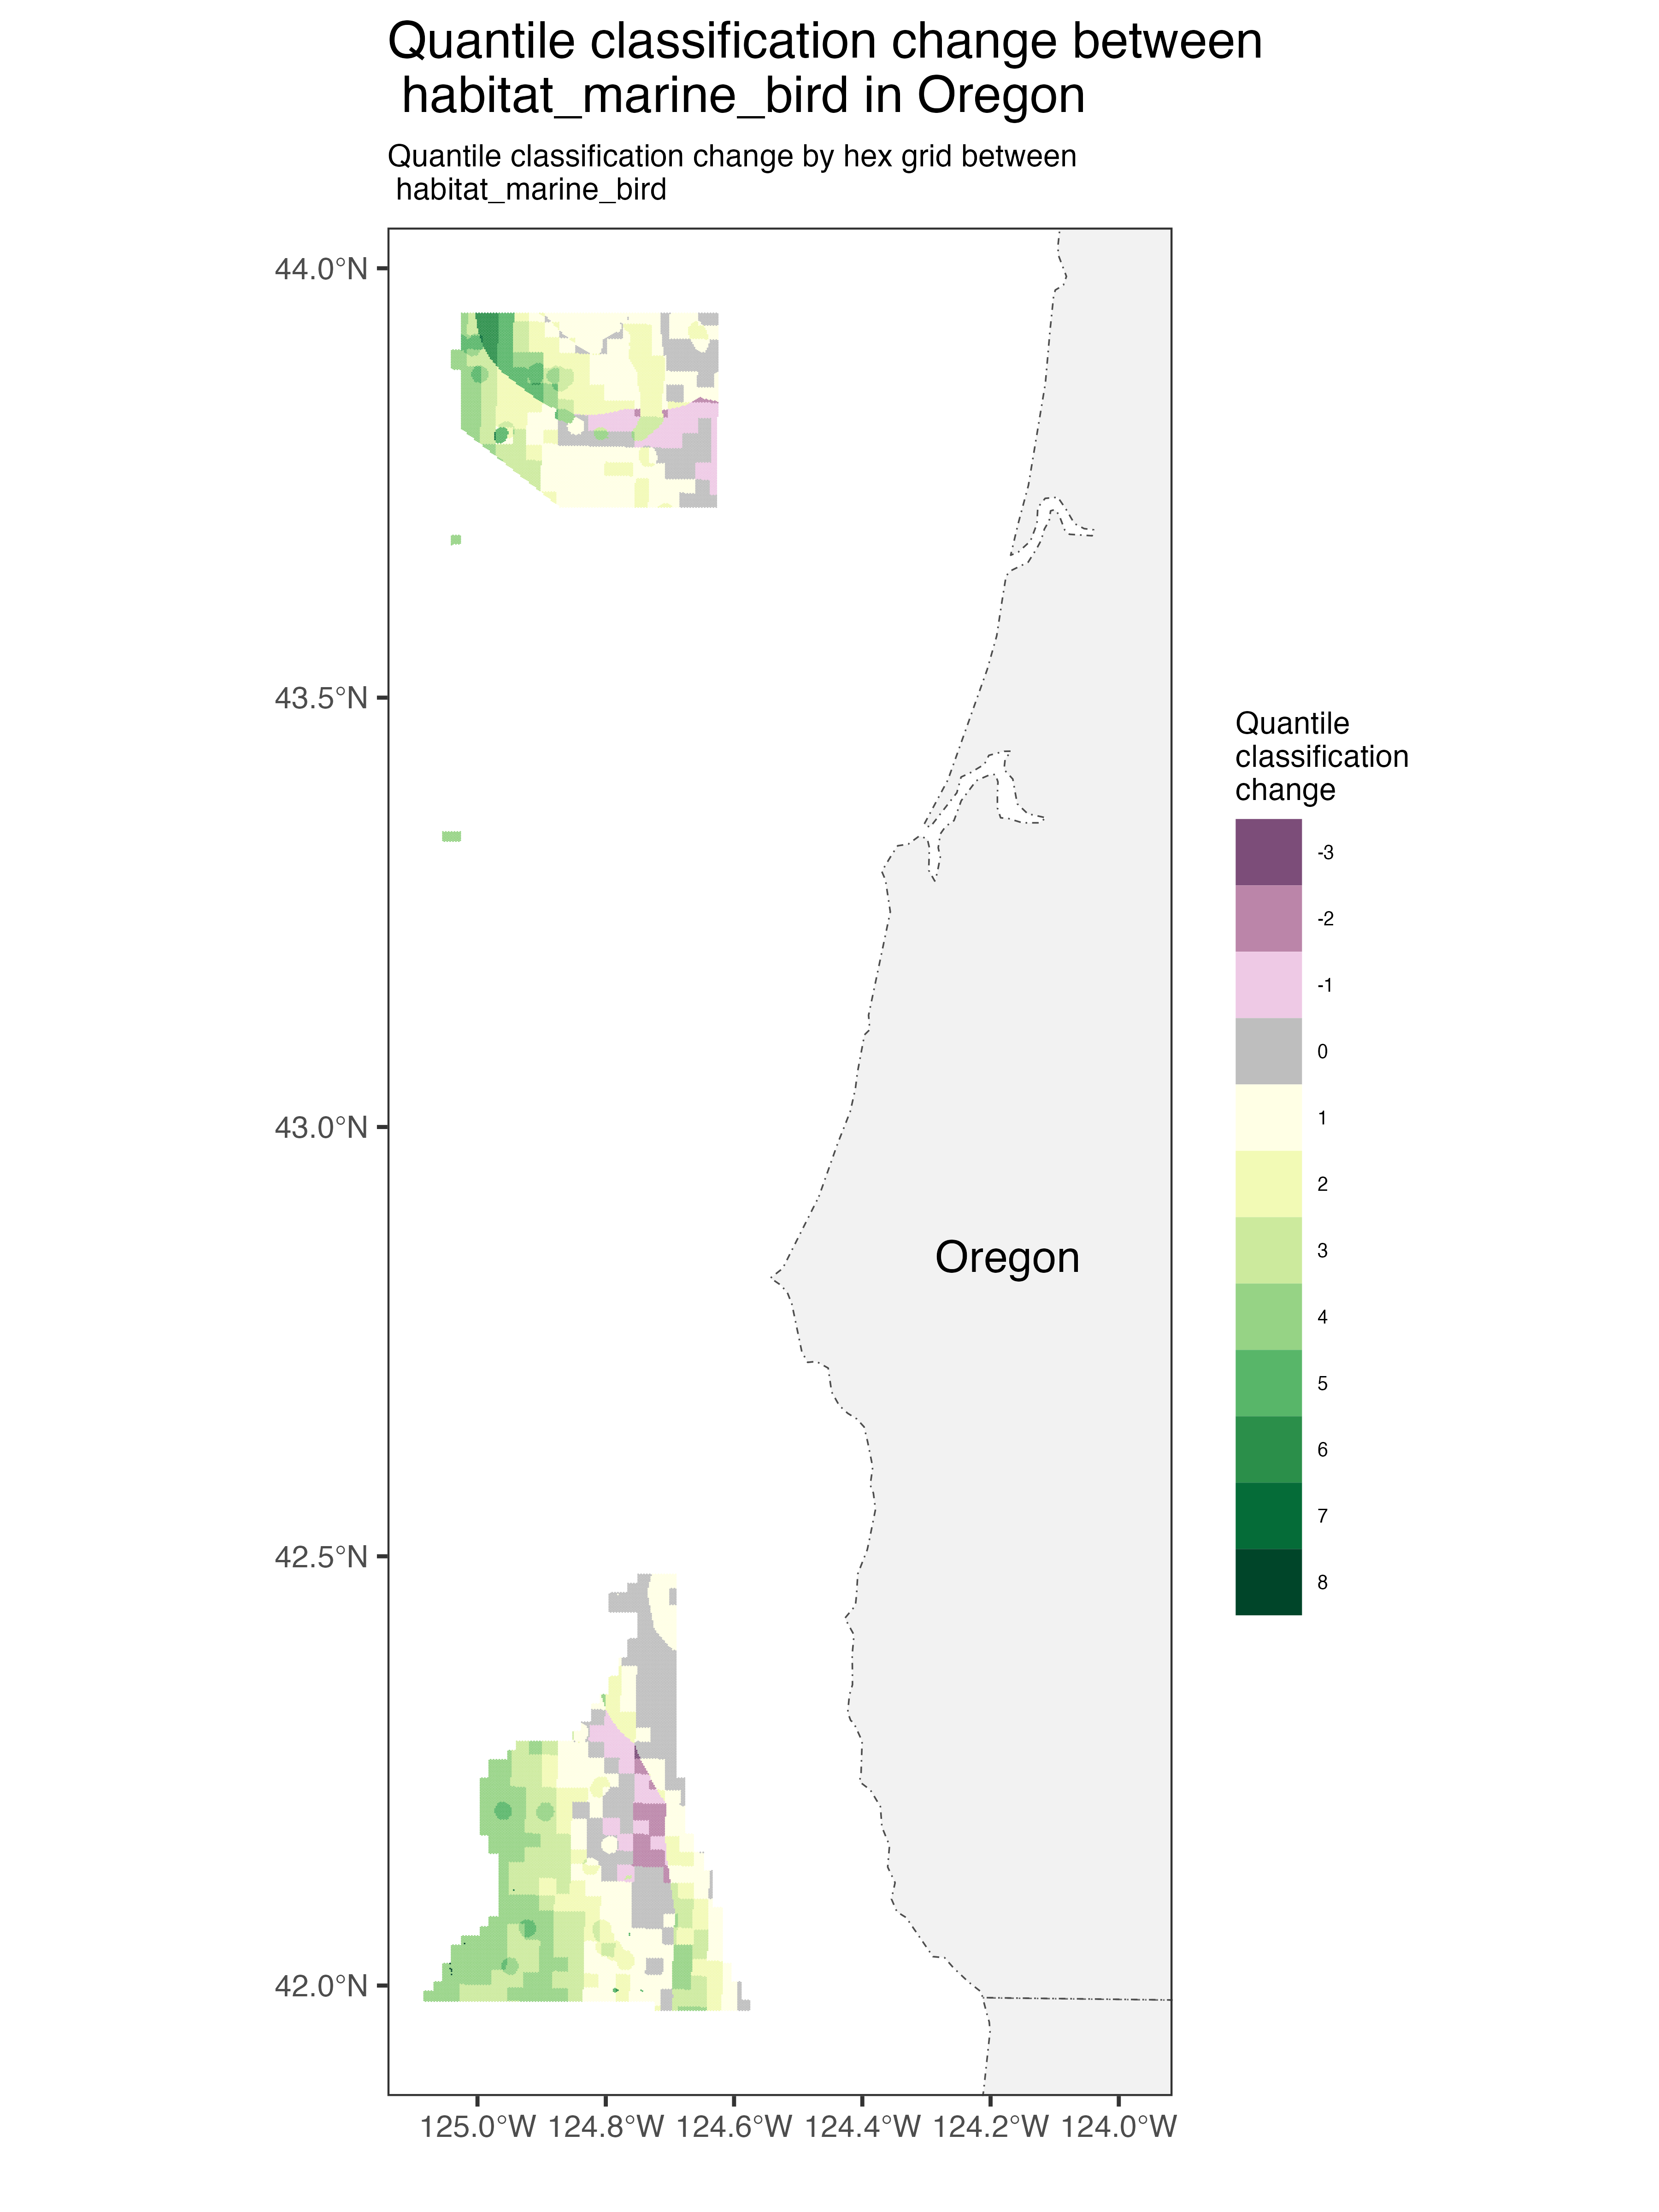 Quantile classification change between
habitat_marine_bird in Oregon
Quantile classification change by hex grid between
habitat_marine_bird
44.0°N
43.5°N
43.0°N
42.5°N
42.0°N
Oregon
125.0°W 124.8°W 124.6°W 124.4°W 124.2°W 124.0°W
Quantile
classification
change
-3
-2
-1
0
1
2
3
4
5
6
7
8